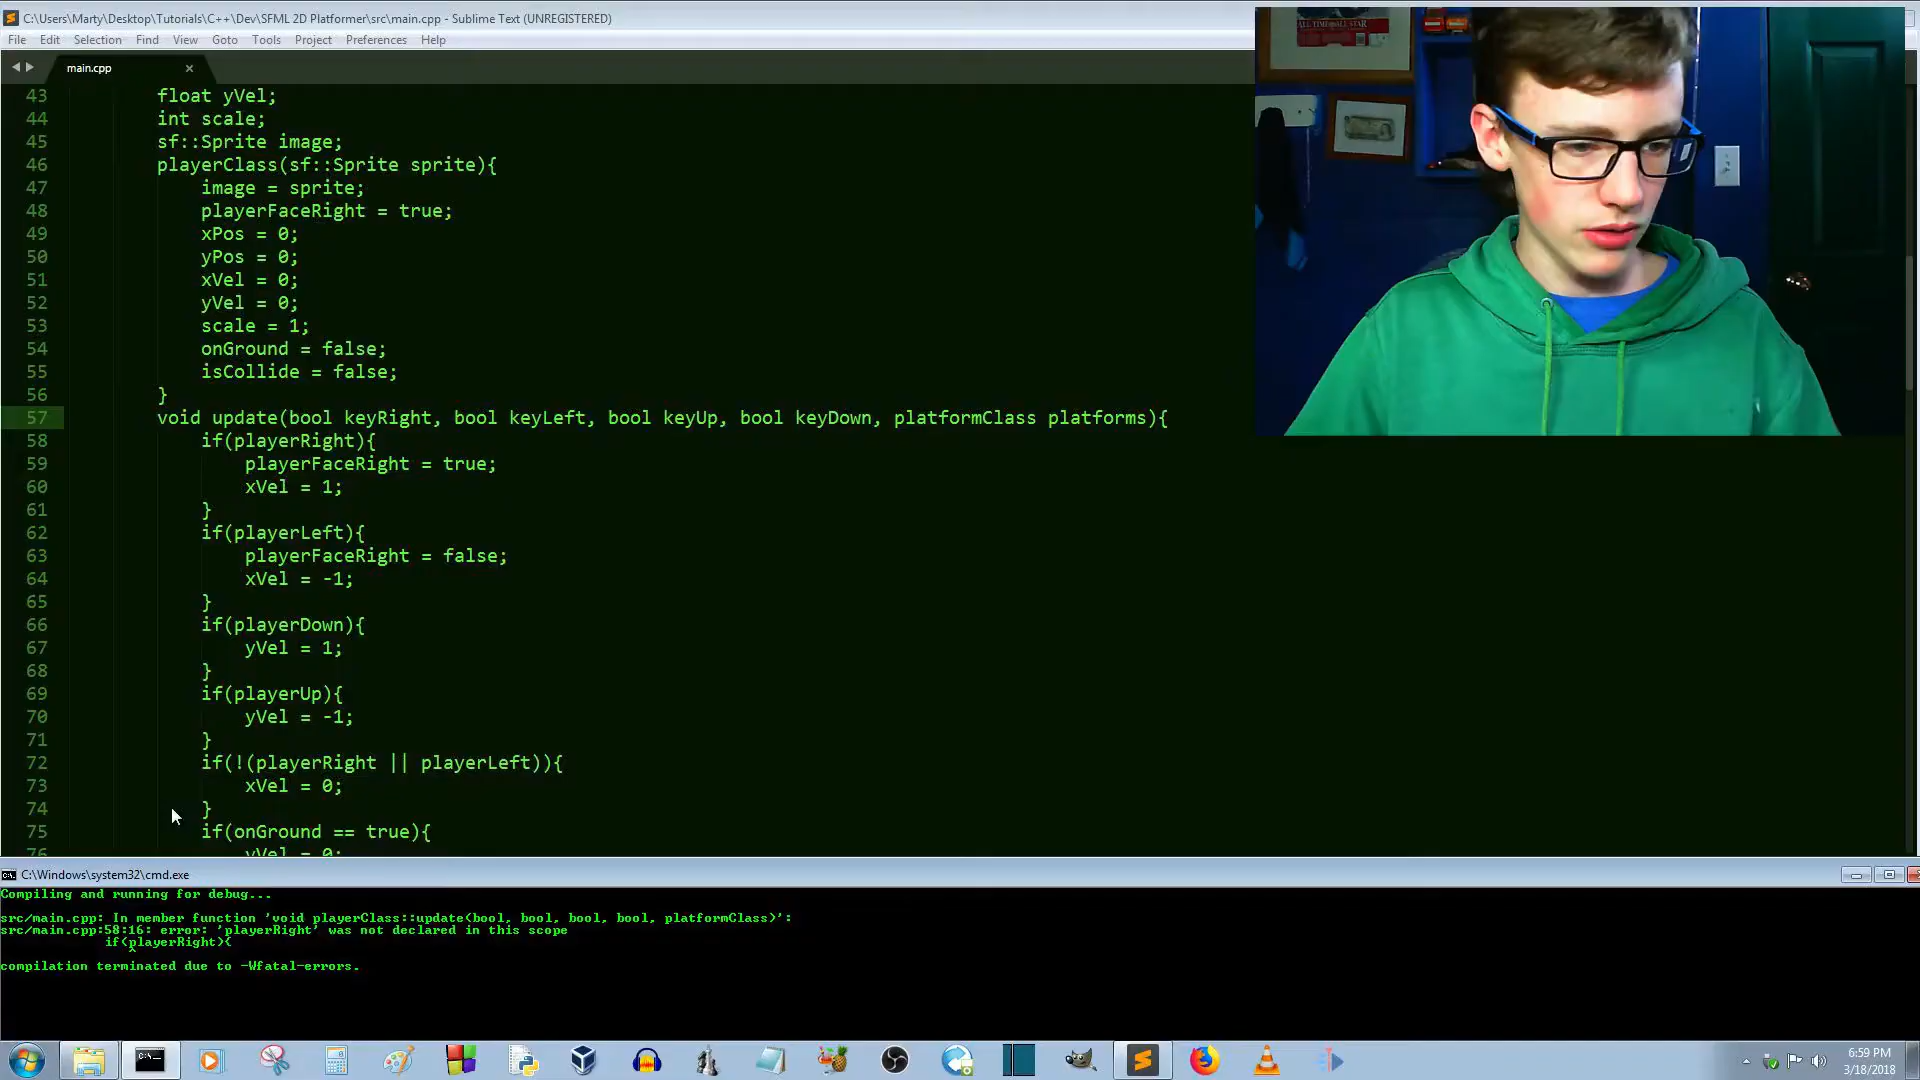 C:\Users\Marty\Desktop\Tutorials\C++\Dev\SFML 2D Platformer\src\main.cpp - Sublime Text (UNREGISTERED)
File Edit Selection Find View Goto Tools Project Preferences Help
main.cpp
43 float yVel;
44 int scale;
45 sf::Sprite image;
46 playerClass(sf::Sprite sprite){
47 image = sprite;
48 playerFaceRight = true;
49 xPos = 0;
50 yPos = 0;
51 xVel = 0;
52 yVel = 0;
53 scale = 1;
54 onGround = false;
55 isCollide = false;
56 }
57 void update(bool keyRight, bool keyLeft, bool keyUp, bool keyDown, platformClass platforms){
58 if(playerRight){
59 playerFaceRight = true;
60 xVel = 1;
61 }
62 if(playerLeft){
63 playerFaceRight = false;
64 xVel = -1;
65 }
66 if(playerDown){
67 yVel = 1;
68 }
69 if(playerUp){
70 yVel = -1;
71 }
72 if(!(playerRight || playerLeft)){
73 xVel = 0;
74 }
75 if(onGround == true){
76 yVel = 0;
C:\Windows\system32\cmd.exe
Compiling and running for debug...
src/main.cpp: In member function 'void playerClass::update(bool, bool, bool, bool, platformClass)':
src/main.cpp:58:16: error: 'playerRight' was not declared in this scope
if(playerRight){
^
compilation terminated due to -Wfatal-errors.
6:59 PM
3/18/2018